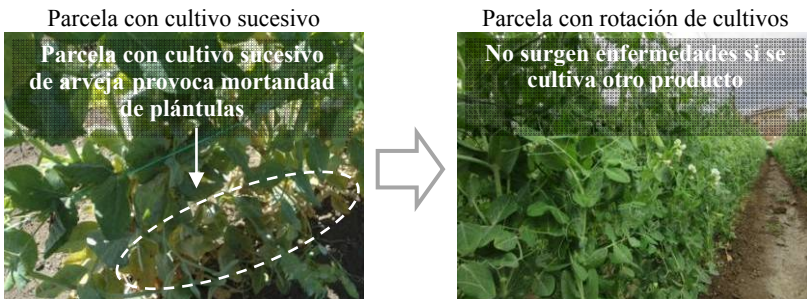 Parcela con cultivo sucesivo
Parcela con cultivo sucesivo
de arveja provoca mortandad
de plántulas
Parcela con rotación de cultivos
No surgen enfermedades si se
cultiva otro producto